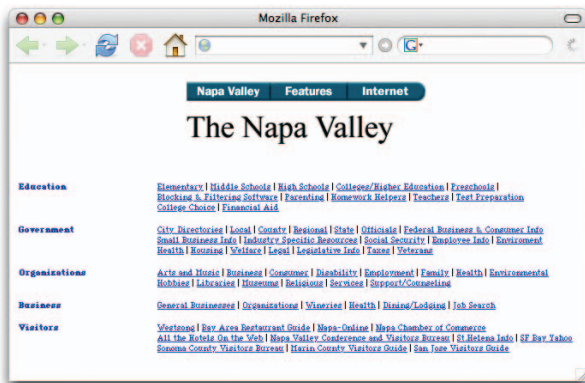 Mozilla Firefox
G
Napa Valley Features Internet
The Napa Valley
Education
Elementary | Middle Schools | High Schools | Colleges/Higher Education | Preschools |
Blocking & Filtering Software | Parenting | Homework Helpers | Teachers | Test Preparation
College Choice | Financial Aid
Government
City Directories | Local | County | Regional | State | Officials | Federal Business & Consumer Info
Small Business Info | Industry Specific Resources | Social Security | Employee Info | Enviroment
Health | Housing | Welfare | Legal | Legislative Info | Taxes | Veterans
Organizations
Arts and Music | Business | Consumer | Disability | Employment | Family | Health | Environmental
Hobbies | Libraries | Museums | Religious | Services | Support/Counseling
Business
General Businesses | Organizations | Wineries | Health | Dining/Lodging | Job Search
Visitors
Westsong | Bay Area Restaurant Guide | Napa-Online | Napa Chamber of Commerce
All the Hotels On the Web | Napa Valley Conference and Visitors Bureau | St.Helena Info | SF Bay Yahoo
Sonoma County Visitors Bureau | Marin County Visitors Guide | San Jose Visitors Guide